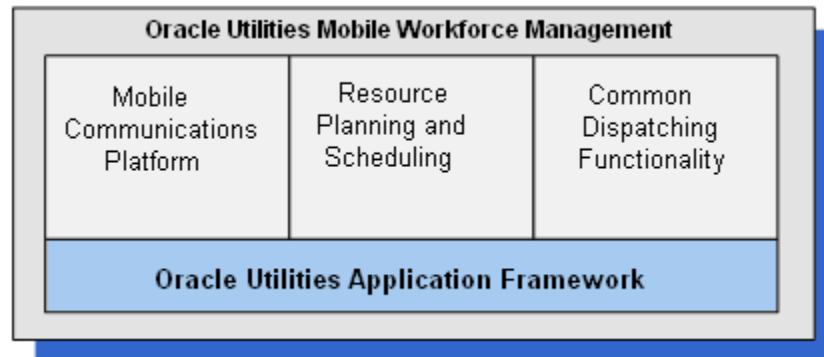 Oracle Utilities Mobile Workforce Management
Mobile
Communications
Platform
Resource
Planning and
Scheduling
Common
Dispatching
Functionality
Oracle Utilities Application Framework